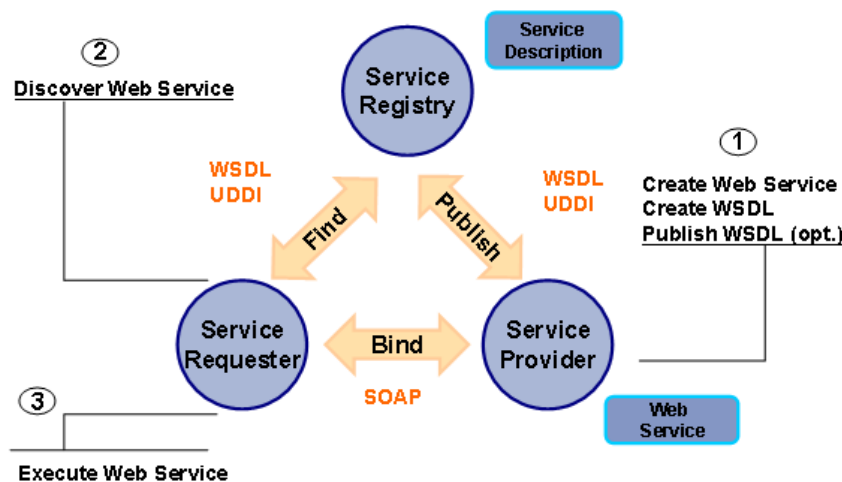 2
Discover Web Service
Service
Registry
Service
Description
1
Create Web Service
Create WSDL
Publish WSDL (opt.)
WSDL
UDDI
WSDL
UDDI
Find
Publish
Service
Requester
Bind
Service
Provider
SOAP
3
Execute Web Service
Web
Service